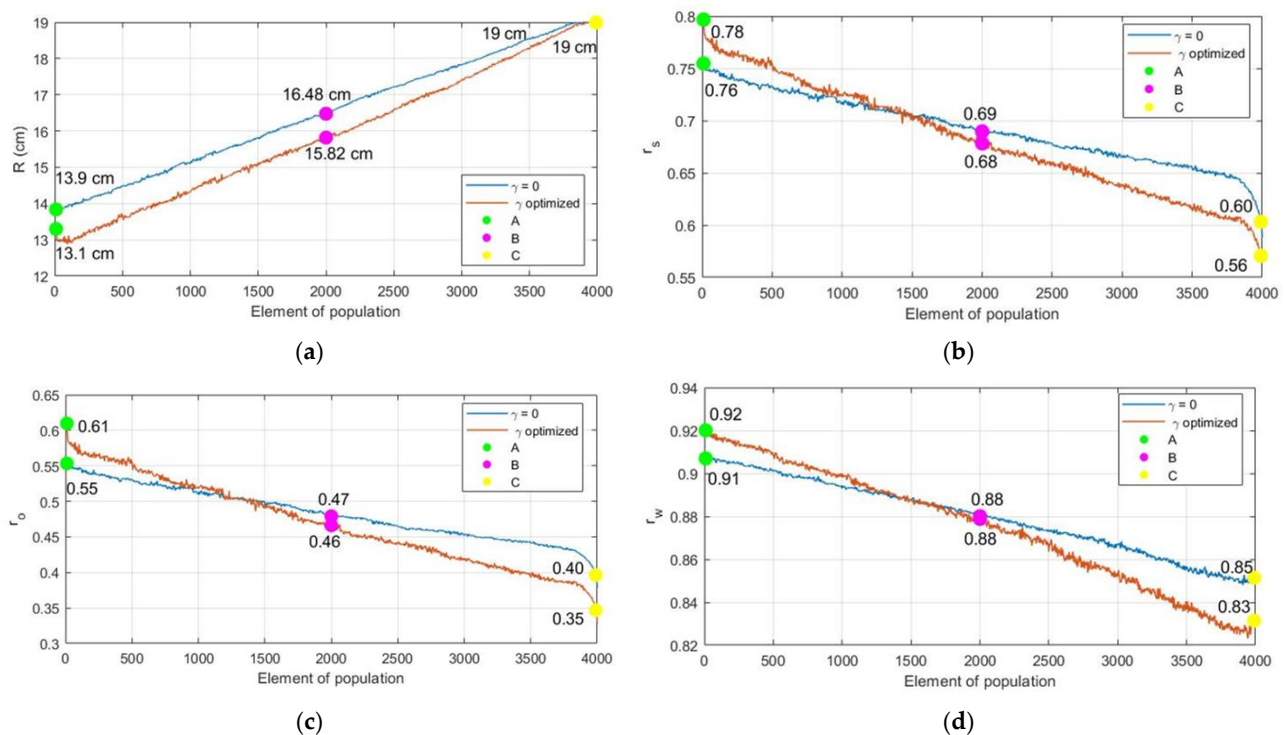 19
18
17
16
15
14
13
12
R (cm)
0
500
1000
1500
2000
2500
3000
3500
4000
Element of population
13.9 cm
13.1 cm
16.48 cm
15.82 cm
19 cm
19 cm
γ = 0
γ optimized
A
B
C
(a)
0.8
0.75
0.7
0.65
0.6
0.55
r_s
0
500
1000
1500
2000
2500
3000
3500
4000
Element of population
0.78
0.76
0.69
0.68
0.60
0.56
γ = 0
γ optimized
A
B
C
(b)
0.65
0.6
0.55
0.5
0.45
0.4
0.35
0.3
r_o
0
500
1000
1500
2000
2500
3000
3500
4000
Element of population
0.61
0.55
0.47
0.46
0.40
0.35
γ = 0
γ optimized
A
B
C
(c)
0.94
0.92
0.9
0.88
0.86
0.84
0.82
r_w
0
500
1000
1500
2000
2500
3000
3500
4000
Element of population
0.92
0.91
0.88
0.88
0.85
0.83
γ = 0
γ optimized
A
B
C
(d)